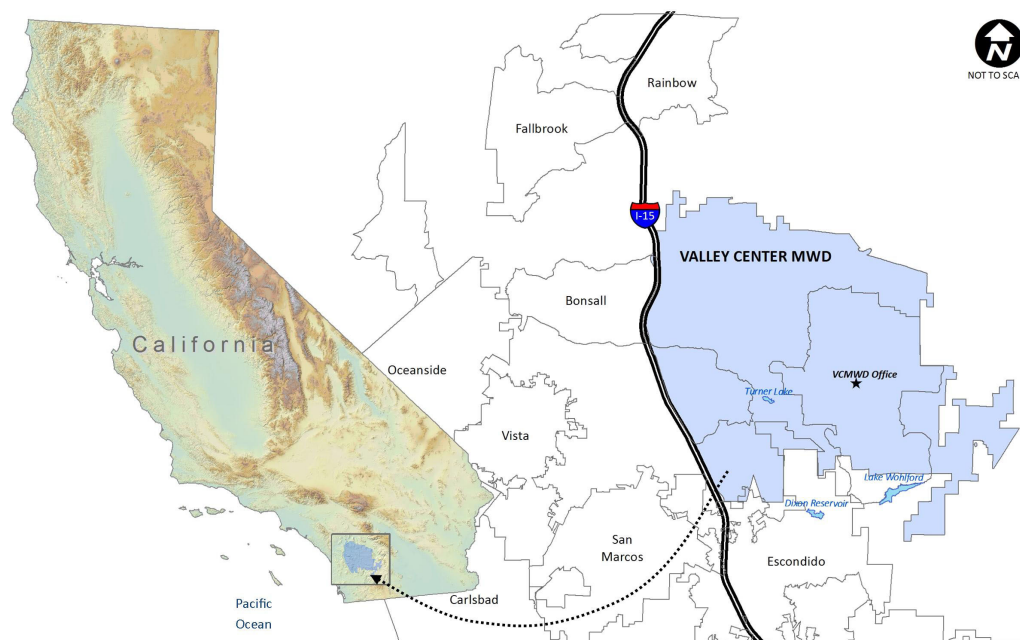 N
NOT TO SCA
Rainbow
Fallbrook
I-15
VALLEY CENTER MWD
Bonsall
California
Oceanside
VCMWD Office
Turner Lake
Vista
Lake Wohlford
Dixon Reservoir
San
Marcos
Escondido
Carlsbad
Pacific
Ocean